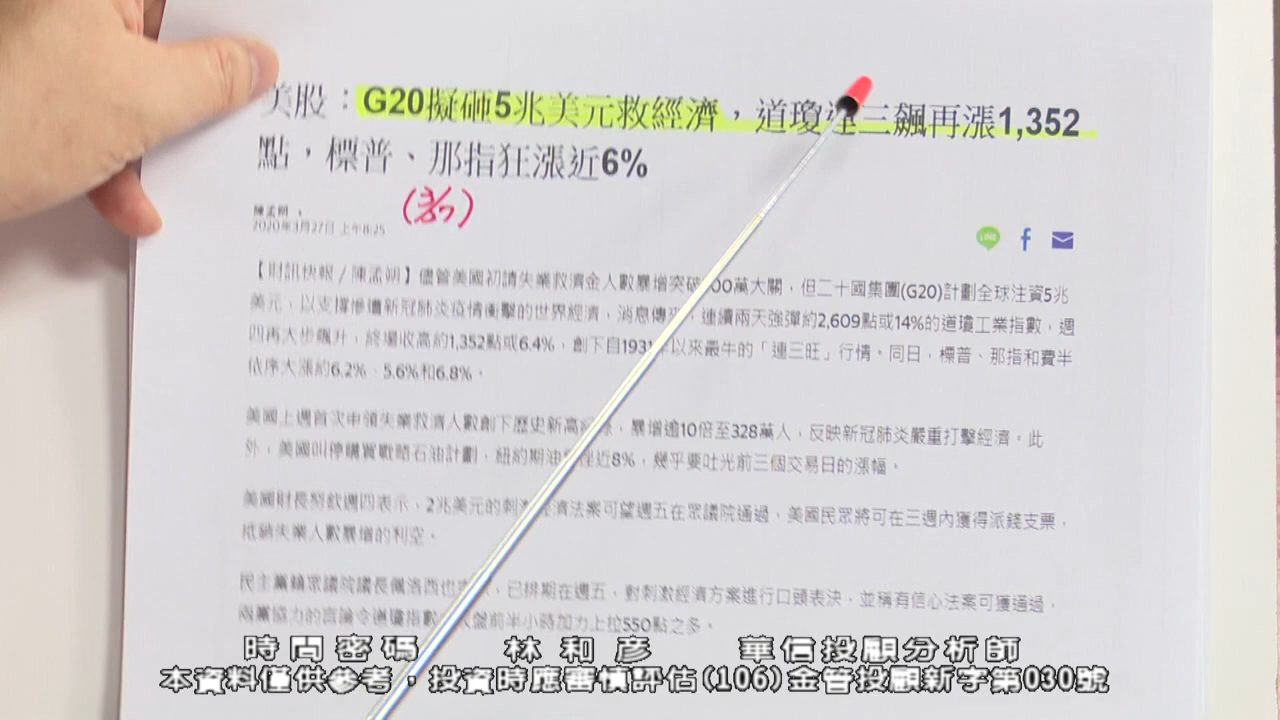 美股：G20擬砸5兆美元救經濟，道瓊連三飆再漲1,352
點，標普、那指狂漲近6%
(3/27)
陳孟朔，
2020年3月27日 上午8:25
LINE f
【財訊快報／陳孟朔】儘管美國初請失業救濟金人數暴增突破00萬大關，但二十國集團(G20)計劃全球注資5兆
美元，以支撐慘遭新冠肺炎疫情衝擊的世界經濟，消息傳來，連續兩天強彈約2,609點或14%的道瓊工業指數，週
四再大步飆升，終場收高約1,352點或6.4%，創下自1931年以來最牛的「連三旺」行情。同日，標普、那指和費半
依序大漲約6.2%、5.6%和6.8%。
美國上週首次申領失業救濟人數創下歷史新高紀錄，暴增逾10倍至328萬人，反映新冠肺炎嚴重打擊經濟。此
外，美國叫停購買戰略石油計劃，紐約期油挫近8%，幾乎要吐光前三個交易日的漲幅。
美國財長努欽週四表示，2兆美元的刺激經濟法案可望週五在眾議院通過，美國民眾將可在三週內獲得派錢支票，
抵銷失業人數暴增的利空。
民主黨籍眾議院議長佩洛西也，已排期在週五，對刺激經濟方案進行口頭表決，並稱有信心法案可獲通過，
兩黨協力的言論令道瓊指數盤前半小時加力上拉550點之多。
時間密碼 林和彥 華信投顧分析師
本資料僅供參考，投資時應審慎評估(106)金管投顧新字第030號